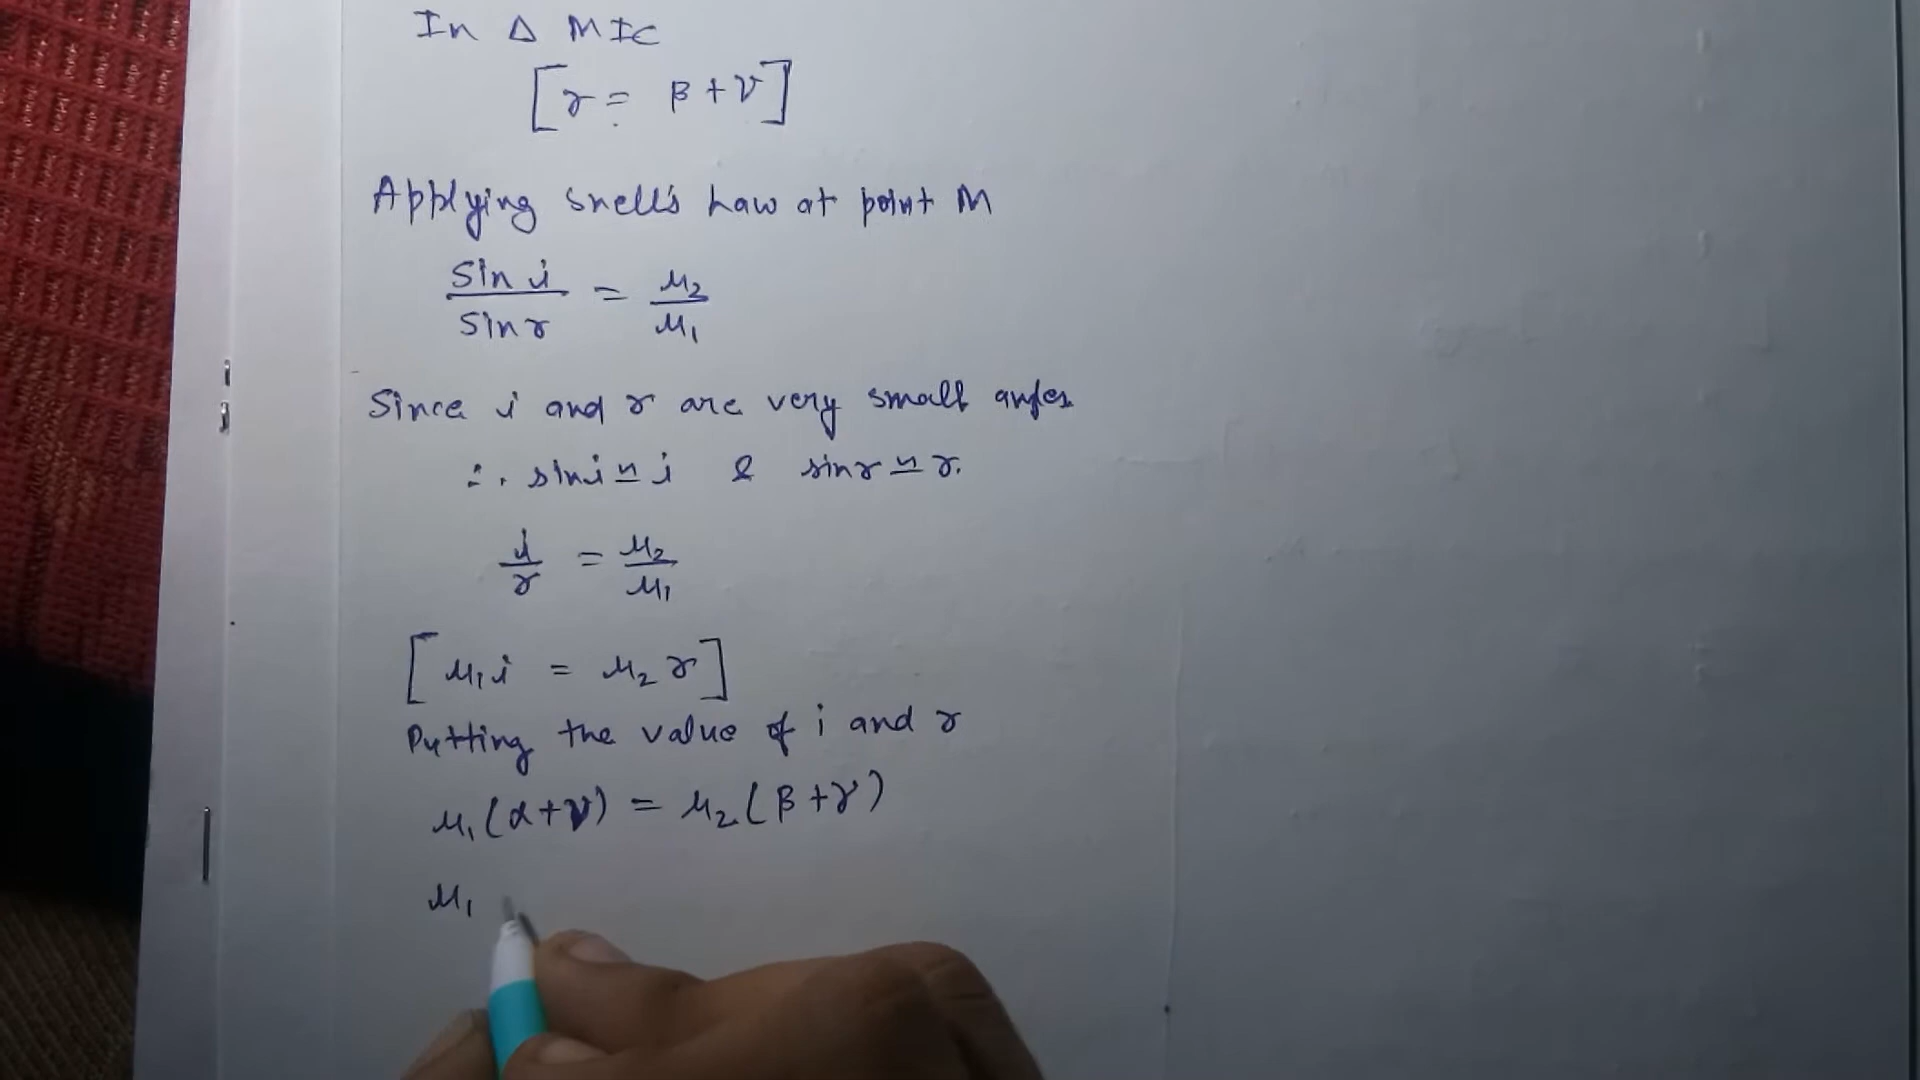 In Δ MIC
[r = β + γ]
Applying snell's Law at point M
sin i / sin r = μ2 / μ1
Since i and r are very small angles
∴ sin i ≃ i & sin r ≃ r.
i / r = μ2 / μ1
[μ1 i = μ2 r]
Putting the value of i and r
μ1 (α + γ) = μ2 (β + γ)
μ1